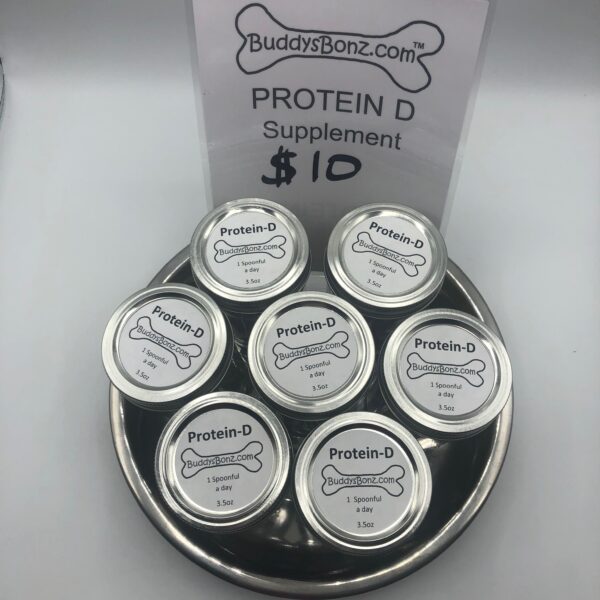 BuddysBonz.com™
PROTEIN D
Supplement
$10
Protein-D
BuddysBonz.com
1 Spoonful
a day
3.5oz
Protein-D
BuddysBonz.com
1 Spoonful
a day
3.5oz
Protein-D
BuddysBonz.com
1 Spoonful
a day
3.5oz
Protein-D
BuddysBonz.com
1 Spoonful
a day
3.5oz
Protein-D
BuddysBonz.com
1 Spoonful
a day
3.5oz
Protein-D
BuddysBonz.com
1 Spoonful
a day
3.5oz
Protein-D
BuddysBonz.com
1 Spoonful
a day
3.5oz